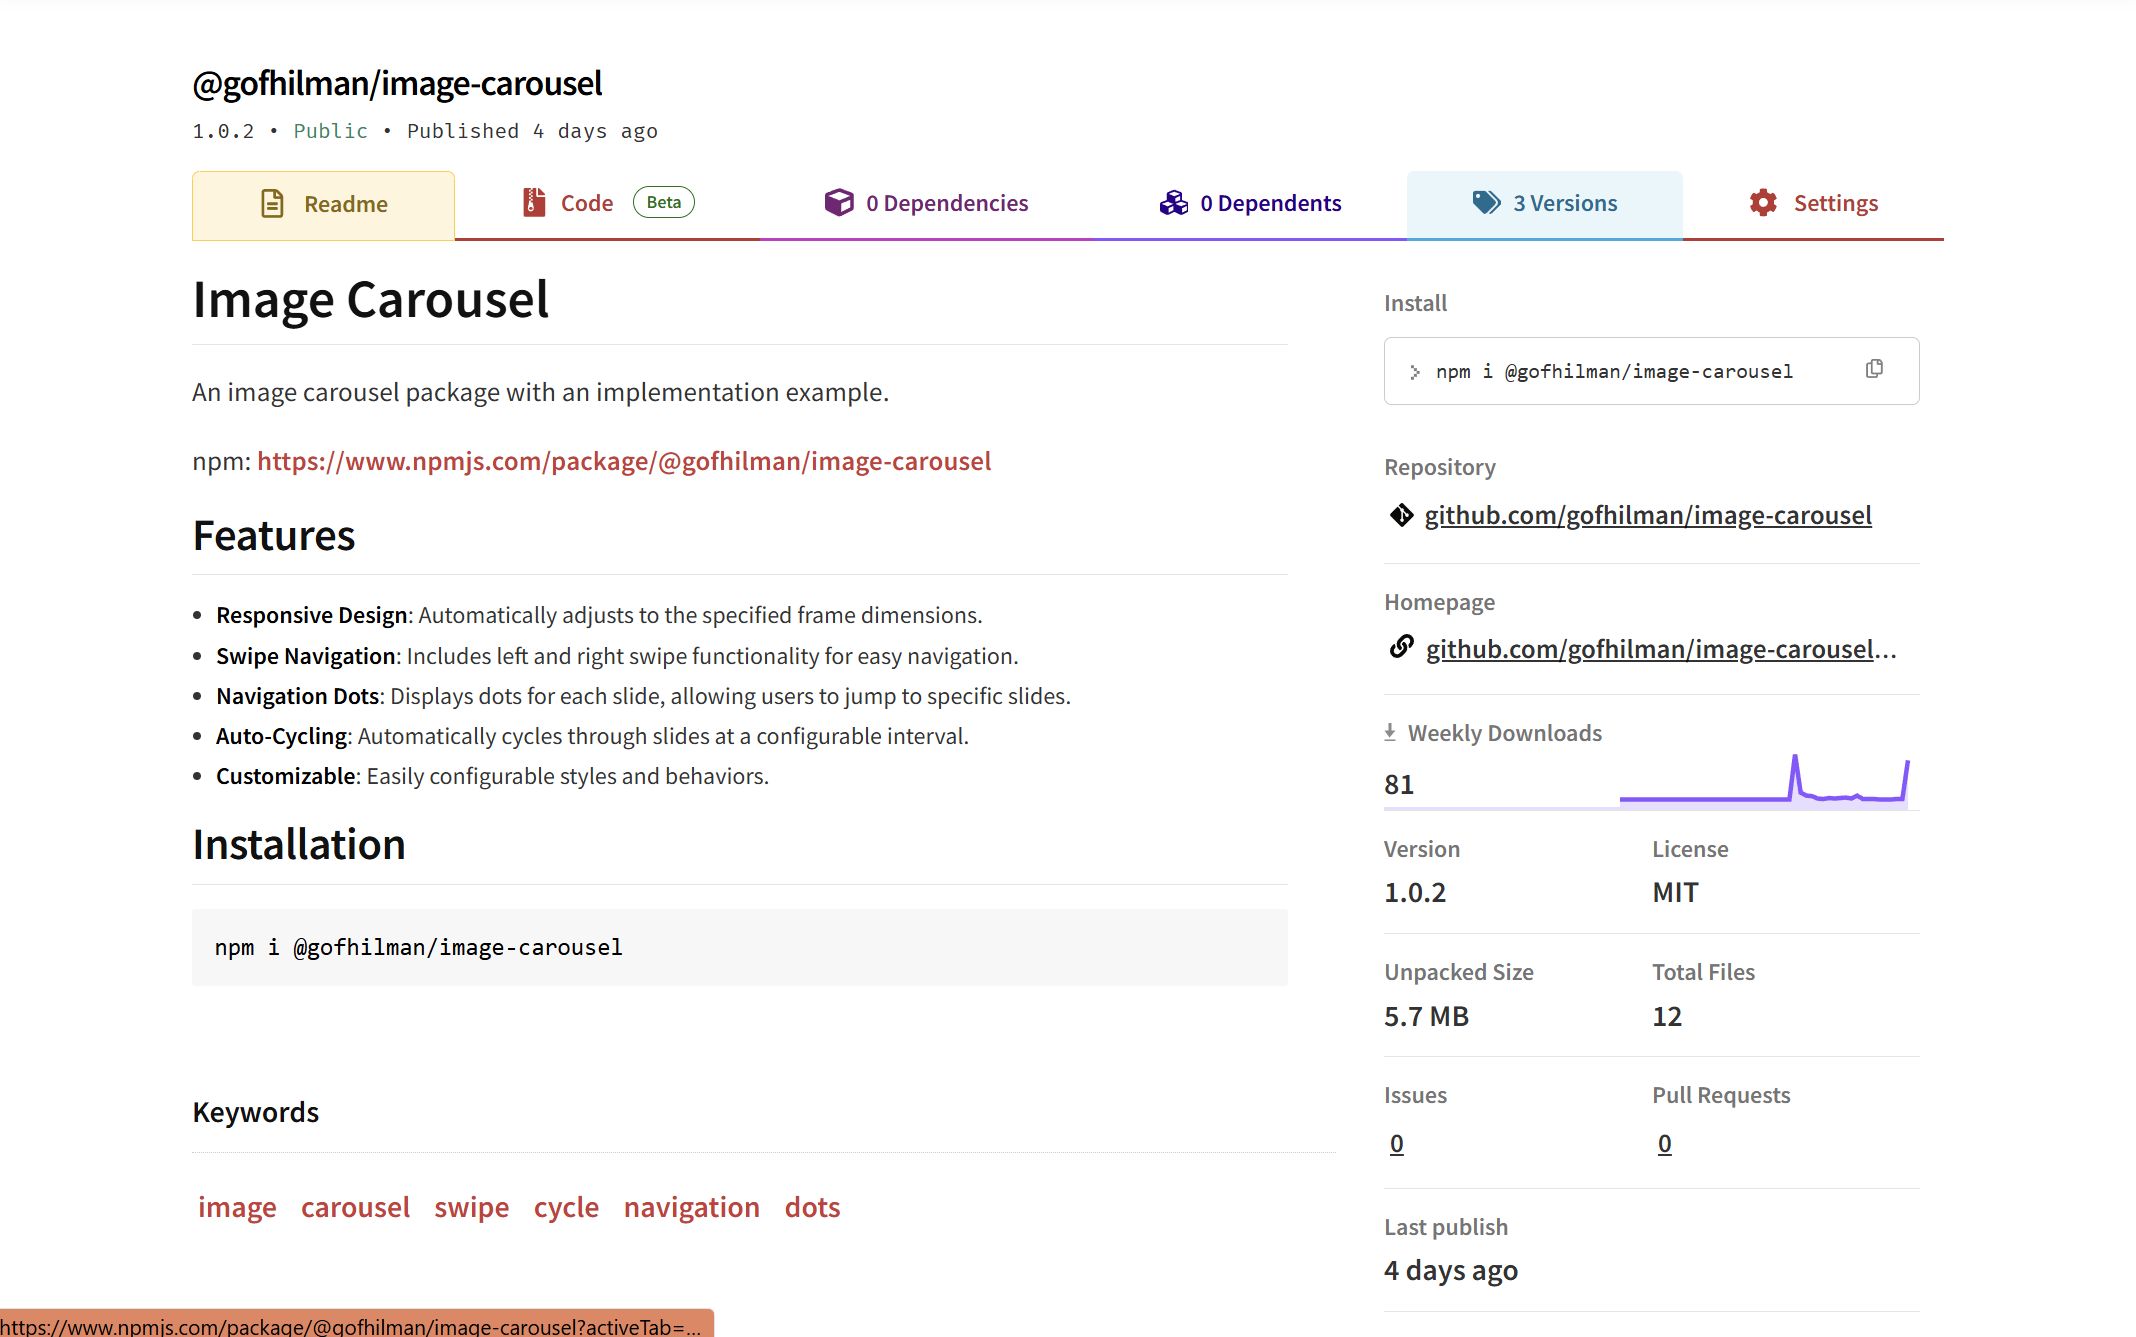 @gofhilman/image-carousel
1.0.2 • Public • Published 4 days ago
Readme
Code Beta
0 Dependencies
0 Dependents
3 Versions
Settings
Image Carousel
An image carousel package with an implementation example.
npm: https://www.npmjs.com/package/@gofhilman/image-carousel
Features
• Responsive Design: Automatically adjusts to the specified frame dimensions.
• Swipe Navigation: Includes left and right swipe functionality for easy navigation.
• Navigation Dots: Displays dots for each slide, allowing users to jump to specific slides.
• Auto-Cycling: Automatically cycles through slides at a configurable interval.
• Customizable: Easily configurable styles and behaviors.
Installation
npm i @gofhilman/image-carousel
Keywords
image carousel swipe cycle navigation dots
Install
> npm i @gofhilman/image-carousel
Repository
github.com/gofhilman/image-carousel
Homepage
github.com/gofhilman/image-carousel...
Weekly Downloads
81
Version
1.0.2
License
MIT
Unpacked Size
5.7 MB
Total Files
12
Issues
0
Pull Requests
0
Last publish
4 days ago
https://www.npmjs.com/package/@gofhilman/image-carousel?activeTab=...